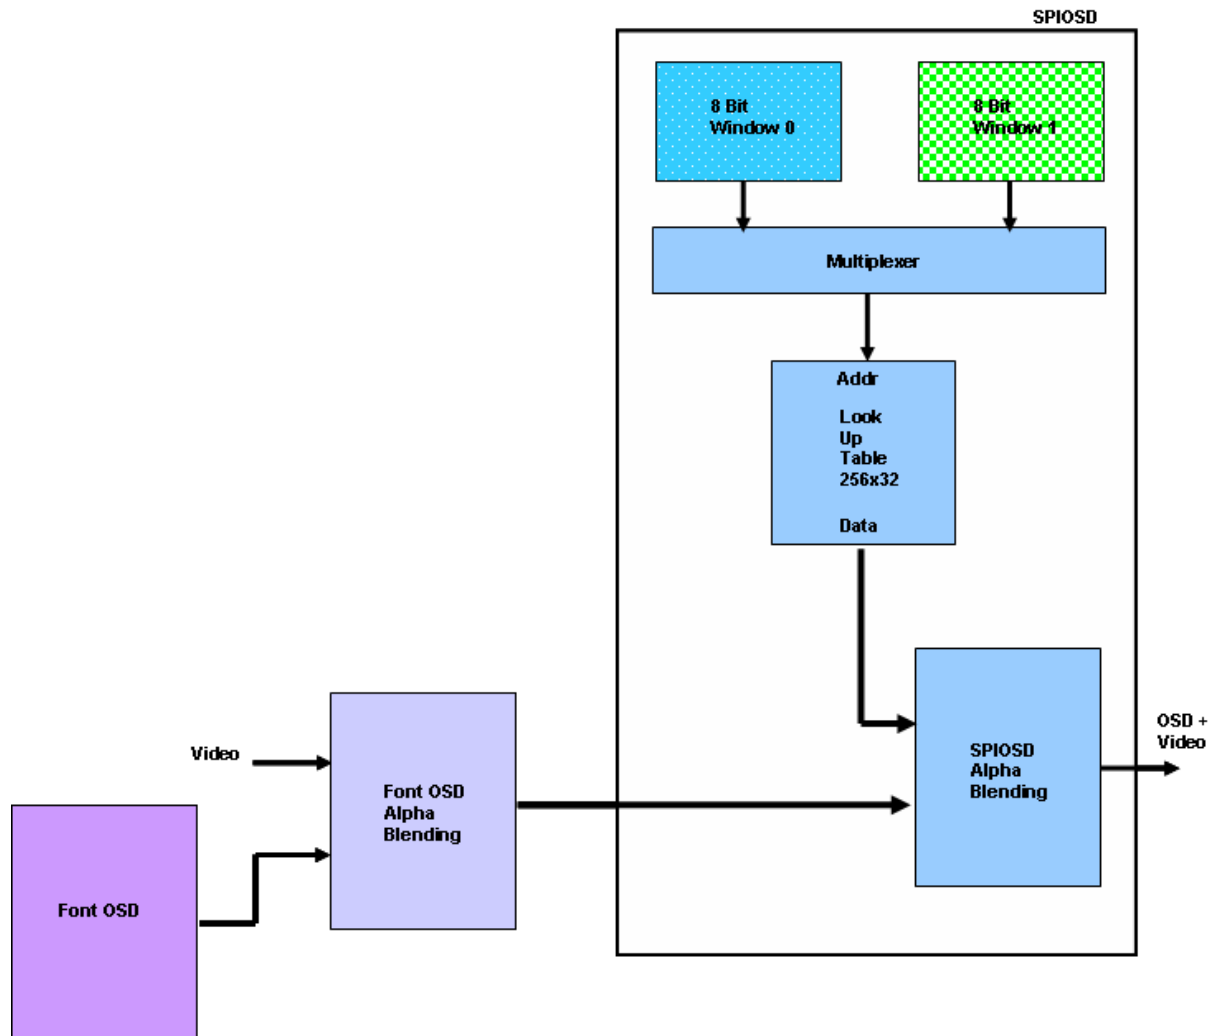 SPIOSD
8 Bit
Window 0
8 Bit
Window 1
Multiplexer
Addr
Look
Up
Table
256x32
Data
Video
Font OSD
Alpha
Blending
SPIOSD
Alpha
Blending
OSD +
Video
Font OSD